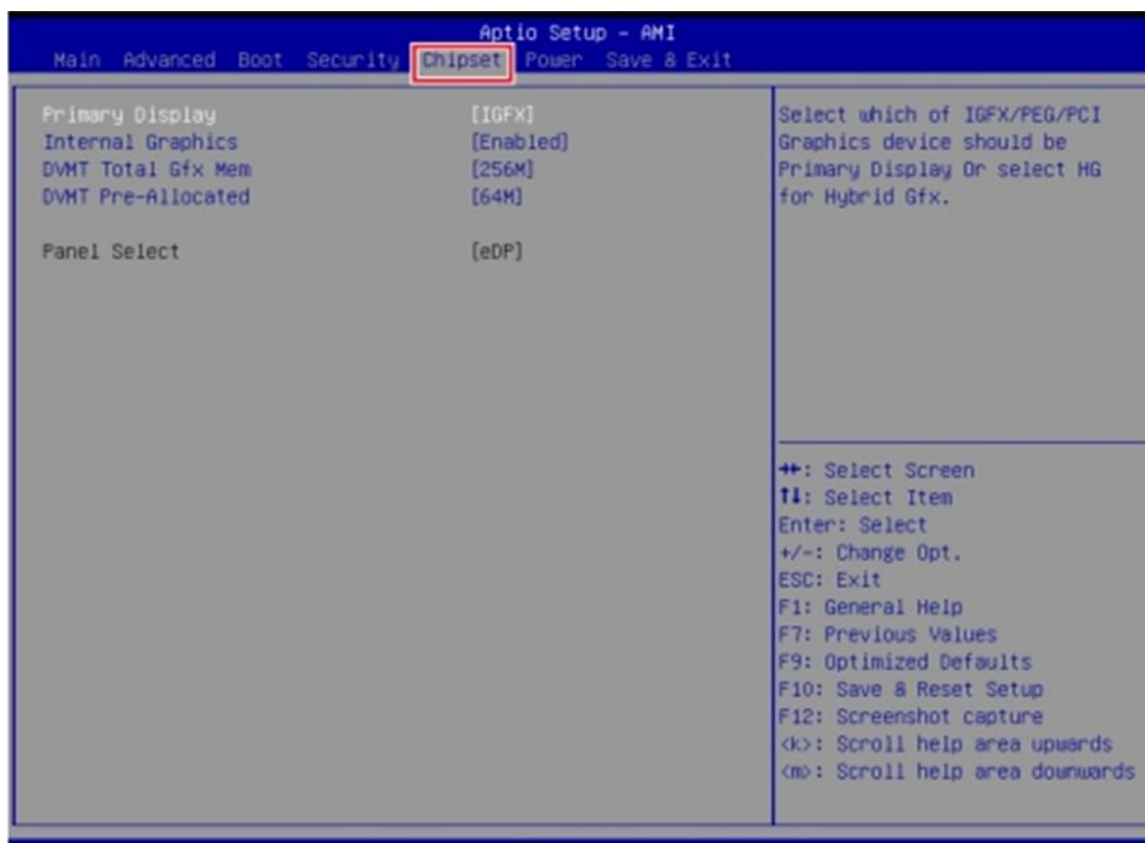 Aptio Setup - AMI
Main Advanced Boot Security Chipset Power Save & Exit
Primary Display [IGFX]
Internal Graphics [Enabled]
DVMT Total Gfx Mem [256M]
DVMT Pre-Allocated [64M]
Panel Select [eDP]
Select which of IGFX/PEG/PCI
Graphics device should be
Primary Display Or select HG
for Hybrid Gfx.
→←: Select Screen
↑↓: Select Item
Enter: Select
+/-: Change Opt.
ESC: Exit
F1: General Help
F7: Previous Values
F9: Optimized Defaults
F10: Save & Reset Setup
F12: Screenshot capture
<k>: Scroll help area upwards
<m>: Scroll help area downwards